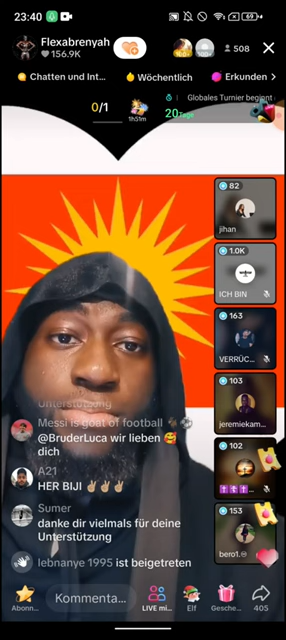 23:40
69
Flexabrenyah
156.9K
508
Chatten und Int...
Wöchentlich
Erkunden
0/1
1h51m
Globales Turnier beginnt
20Tage
82
jihan
1.0K
ICH BIN
163
VERRÜC...
103
jeremiekam...
102
153
bero1.
Unterstützung
Messi is goat of football
@BruderLuca wir lieben 🥰
dich
A21
HER BIJI ✌🏼✌🏼✌🏼
Sumer
danke dir vielmals für deine
Unterstützung
lebnanye 1995 ist beigetreten
Abonn...
Kommenta...
LIVE mi...
Elf
Gesche...
405